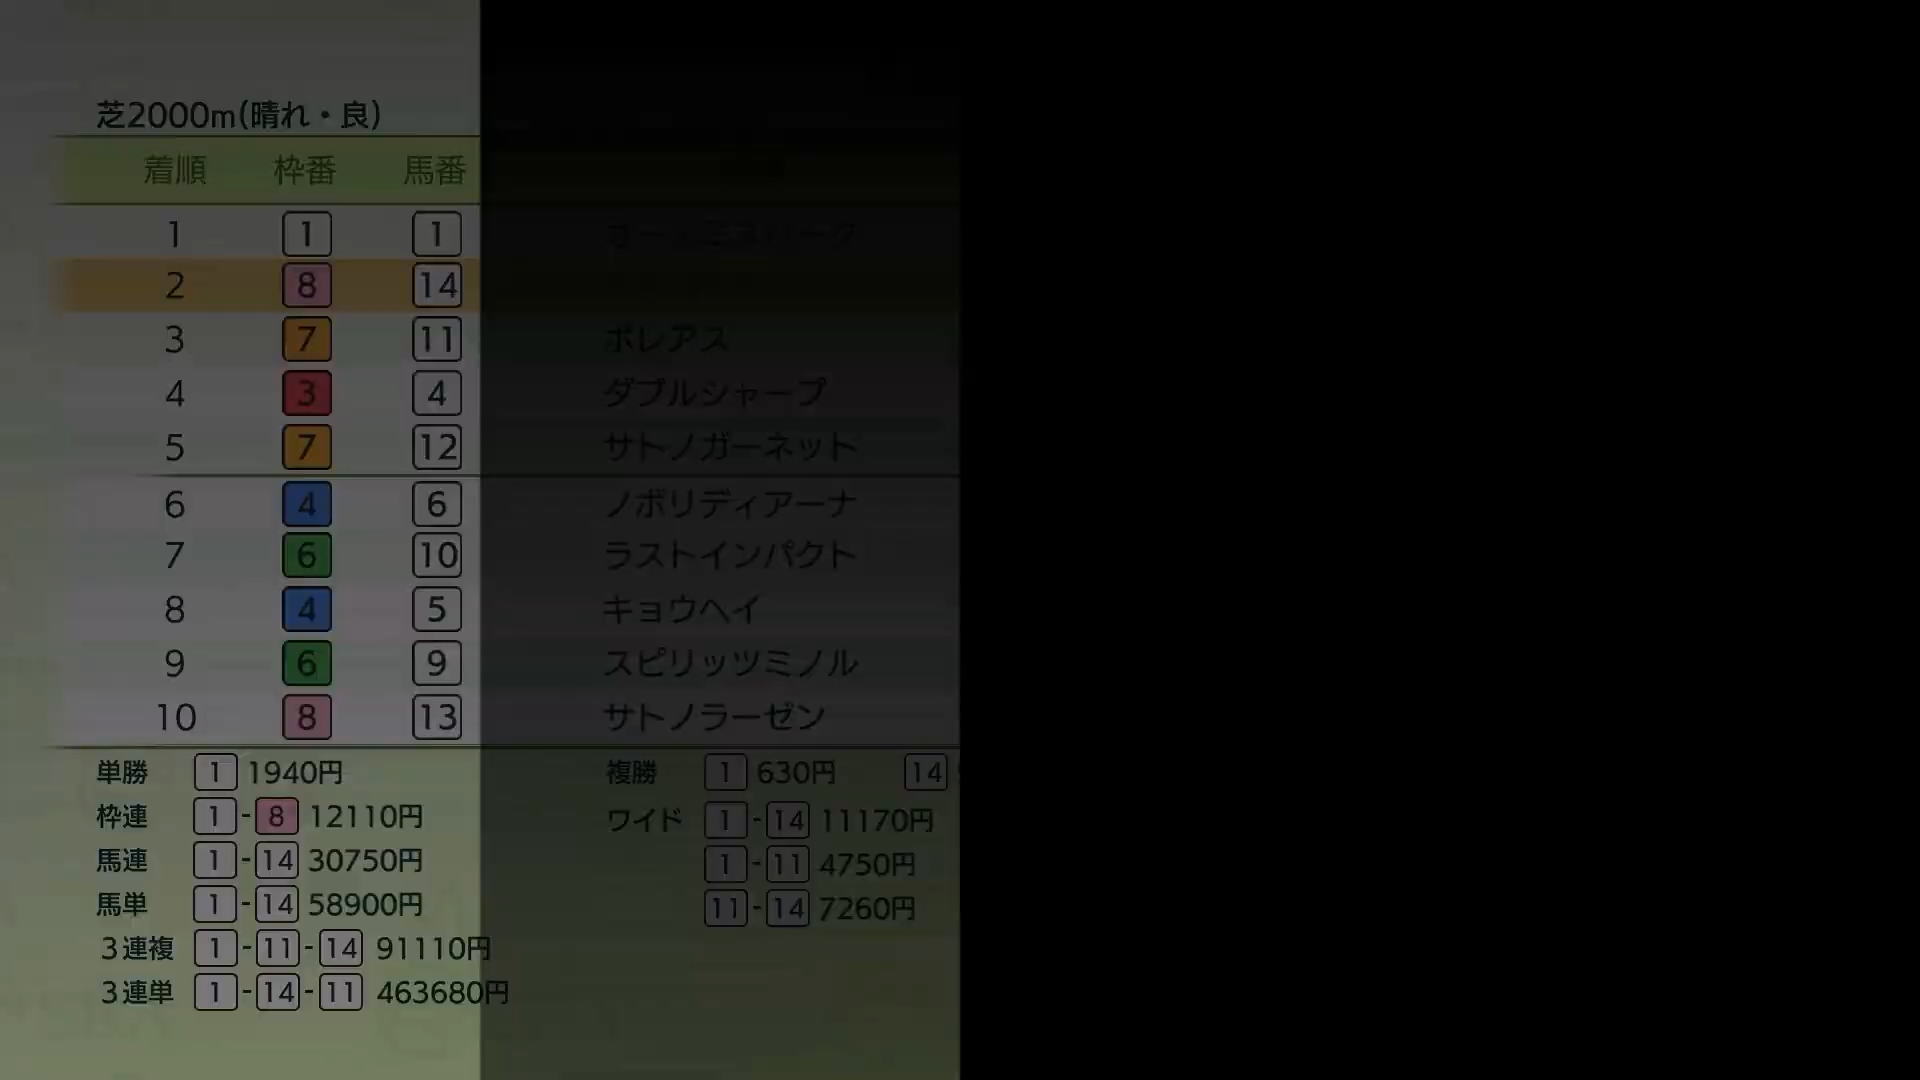 芝2000m(晴れ・良)
着順 枠番 馬番
1 1 1
2 8 14
3 7 11 ボレアス
4 3 4 ダブルシャープ
5 7 12 サトノガーネット
6 4 6 ノボリディアーナ
7 6 10 ラストインパクト
8 4 5 キョウヘイ
9 6 9 スピリッツミノル
10 8 13 サトノラーゼン
単勝 1 1940円 複勝 1 630円 14
枠連 1-8 12110円 ワイド 1-14 11170円
馬連 1-14 30750円 1-11 4750円
馬単 1-14 58900円 11-14 7260円
3連複 1-11-14 91110円
3連単 1-14-11 463680円